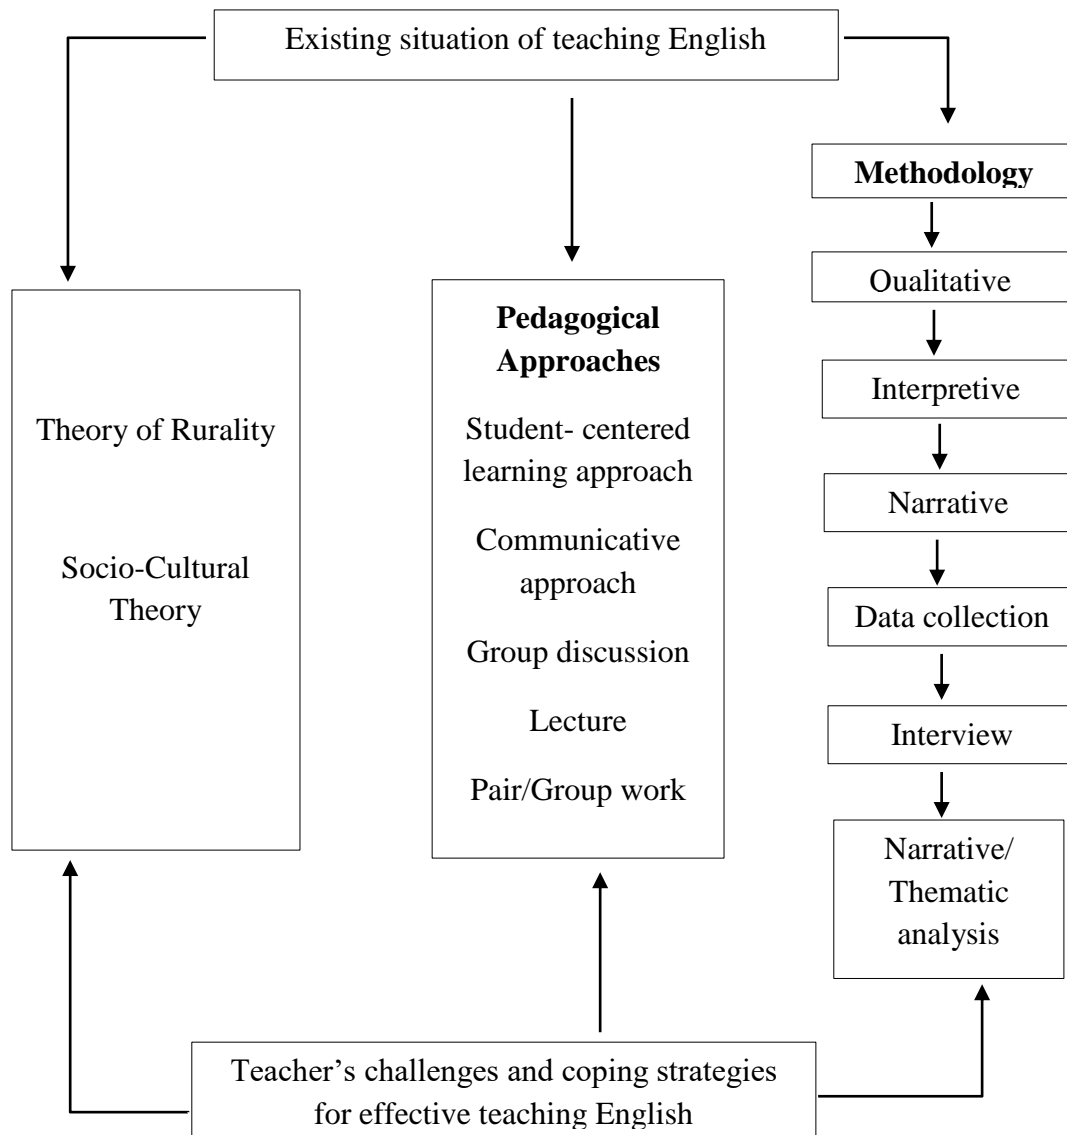 Existing situation of teaching English
Theory of Rurality
Socio-Cultural
Theory
Pedagogical
Approaches
Student- centered
learning approach
Communicative
approach
Group discussion
Lecture
Pair/Group work
Methodology
Qualitative
Interpretive
Narrative
Data collection
Interview
Narrative/
Thematic
analysis
Teacher’s challenges and coping strategies
for effective teaching English